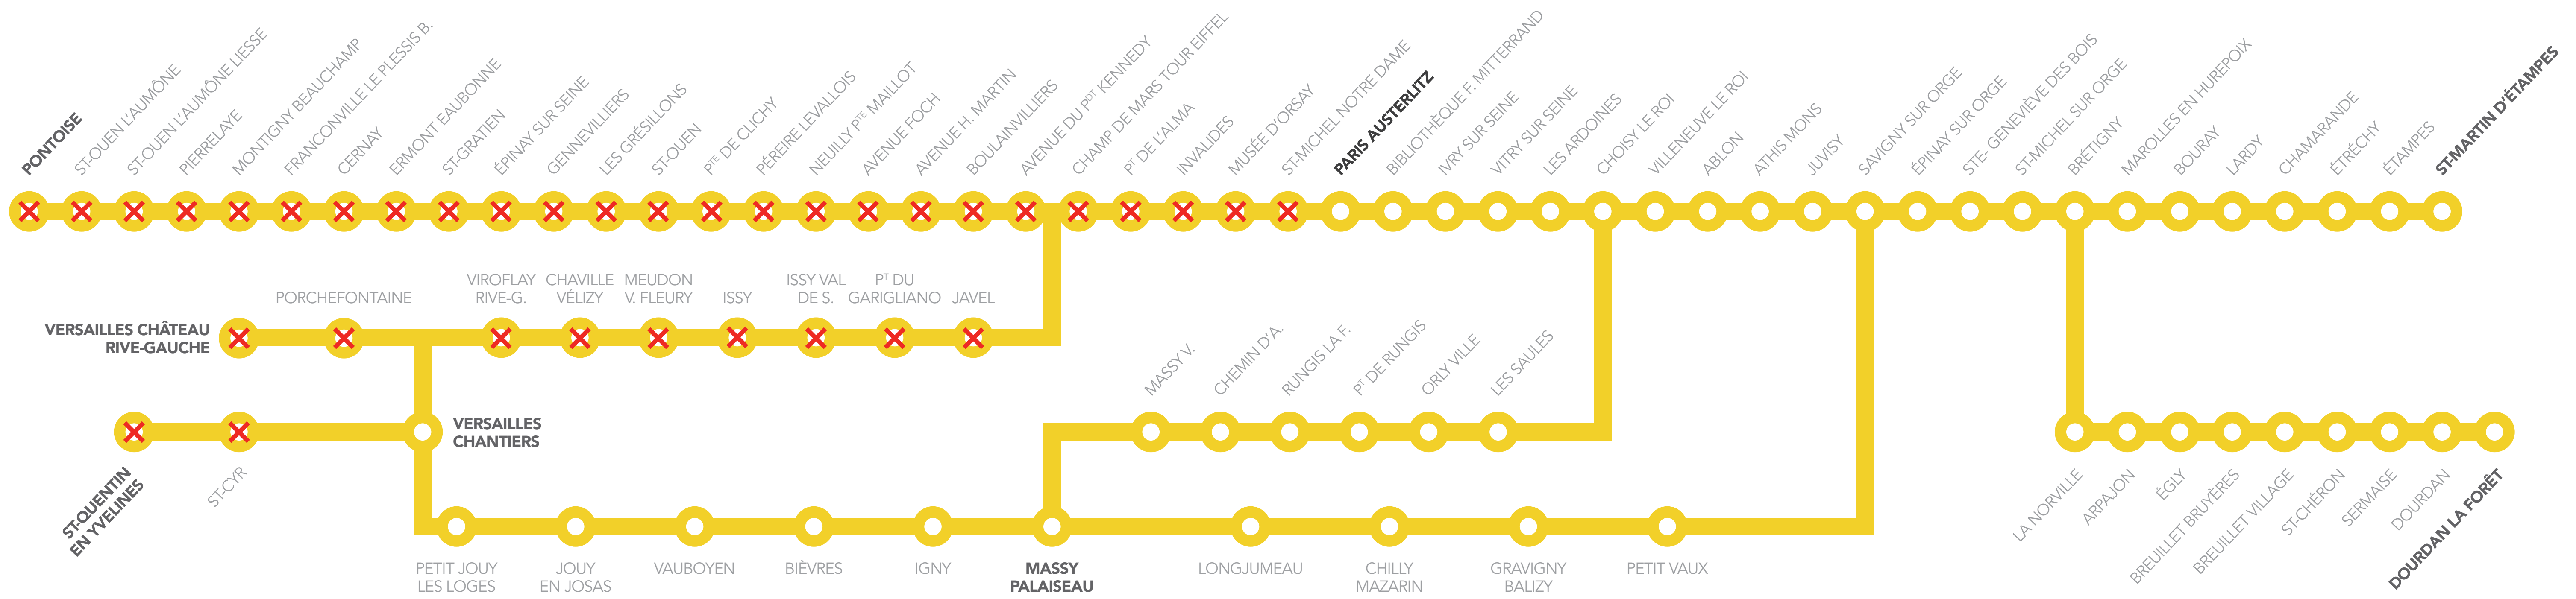 PONTOISE
ST-OUEN L'AUMÔNE
ST-OUEN L'AUMÔNE LIESSE
PIERRELAYE
MONTIGNY BEAUCHAMP
FRANCONVILLE LE PLESSIS B.
CERNAY
ERMONT EAUBONNE
ST-GRATIEN
ÉPINAY SUR SEINE
GENNEVILLIERS
LES GRÉSILLONS
ST-OUEN
PTE DE CLICHY
PÉREIRE LEVALLOIS
NEUILLY PTE MAILLOT
AVENUE FOCH
AVENUE H. MARTIN
BOULAINVILLIERS
AVENUE DU PDT KENNEDY
CHAMP DE MARS TOUR EIFFEL
PT DE L'ALMA
INVALIDES
MUSÉE D'ORSAY
ST-MICHEL NOTRE DAME
PARIS AUSTERLITZ
BIBLIOTHÈQUE F. MITTERRAND
IVRY SUR SEINE
VITRY SUR SEINE
LES ARDOINES
CHOISY LE ROI
VILLENEUVE LE ROI
ABLON
ATHIS MONS
JUVISY
SAVIGNY SUR ORGE
ÉPINAY SUR ORGE
STE- GENEVIÈVE DES BOIS
ST-MICHEL SUR ORGE
BRÉTIGNY
MAROLLES EN HUREPOIX
BOURAY
LARDY
CHAMARANDE
ÉTRÉCHY
ÉTAMPES
ST-MARTIN D'ÉTAMPES
VERSAILLES CHÂTEAU
RIVE-GAUCHE
PORCHEFONTAINE
VIROFLAY
RIVE-G.
CHAVILLE
VÉLIZY
MEUDON
V. FLEURY
ISSY
ISSY VAL
DE S.
PT DU
GARIGLIANO
JAVEL
MASSY V.
CHEMIN D'A.
RUNGIS LA F.
PT DE RUNGIS
ORLY VILLE
LES SAULES
ST-QUENTIN
EN YVELINES
ST-CYR
VERSAILLES
CHANTIERS
LA NORVILLE
ARPAJON
ÉGLY
BREUILLET BRUYÈRES
BREUILLET VILLAGE
ST-CHÉRON
SERMAISE
DOURDAN
DOURDAN LA FORÊT
PETIT JOUY
LES LOGES
JOUY
EN JOSAS
VAUBOYEN
BIÈVRES
IGNY
MASSY
PALAISEAU
LONGJUMEAU
CHILLY
MAZARIN
GRAVIGNY
BALIZY
PETIT VAUX